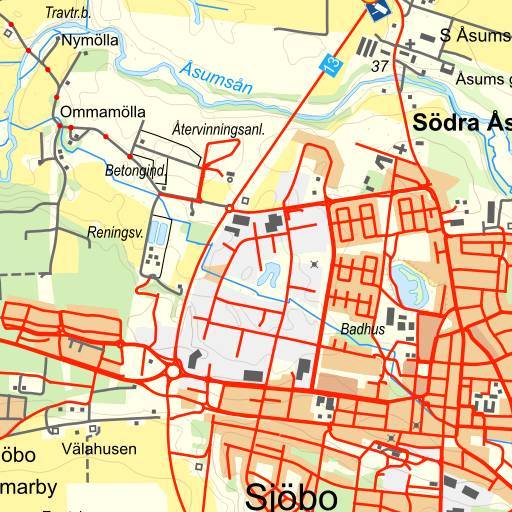 Travtr.b.
Nymölla
S Åsums
Åsumsån
13
37
Åsums g
Ommamölla
Återvinningsanl.
Södra Ås
Betongind.
Reningsv.
Badhus
Välahusen
jöbo
marby
Sjöbo